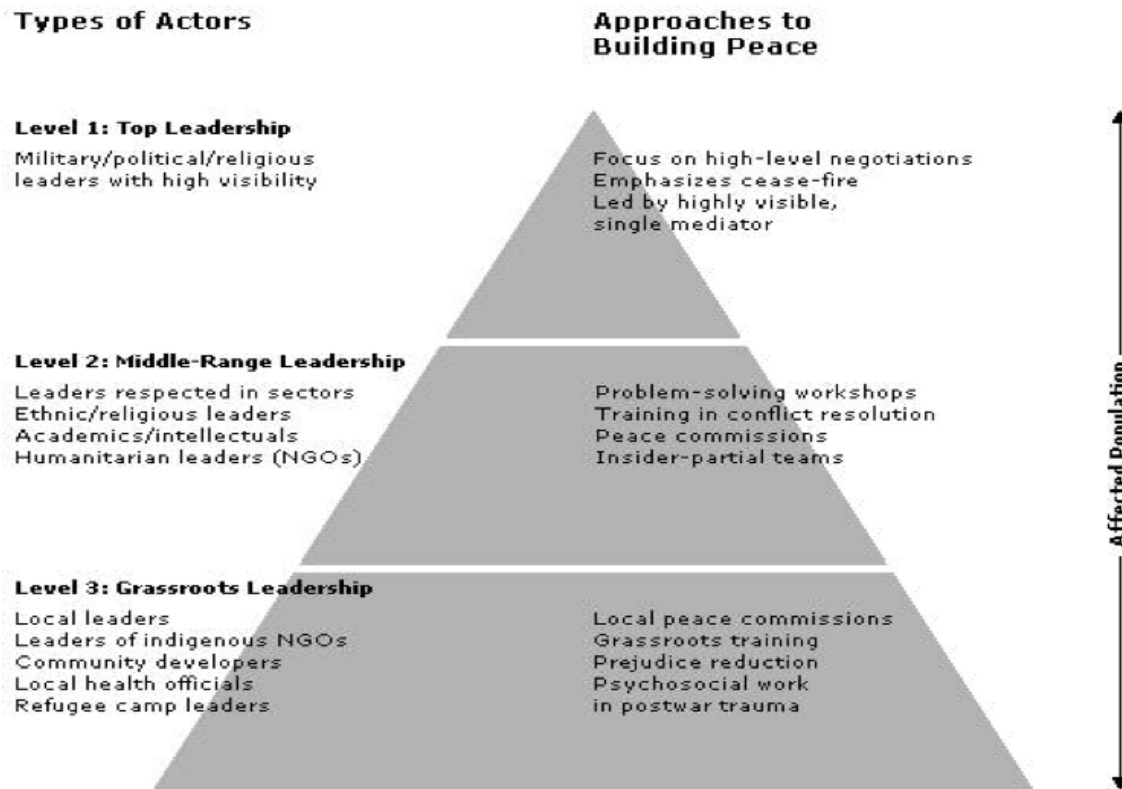 Types of Actors
Approaches to
Building Peace
Level 1: Top Leadership
Military/political/religious
leaders with high visibility
Focus on high-level negotiations
Emphasizes cease-fire
Led by highly visible,
single mediator
Level 2: Middle-Range Leadership
Leaders respected in sectors
Ethnic/religious leaders
Academics/intellectuals
Humanitarian leaders (NGOs)
Problem-solving workshops
Training in conflict resolution
Peace commissions
Insider-partial teams
Level 3: Grassroots Leadership
Local leaders
Leaders of indigenous NGOs
Community developers
Local health officials
Refugee camp leaders
Local peace commissions
Grassroots training
Prejudice reduction
Psychosocial work
in postwar trauma
Affected Population